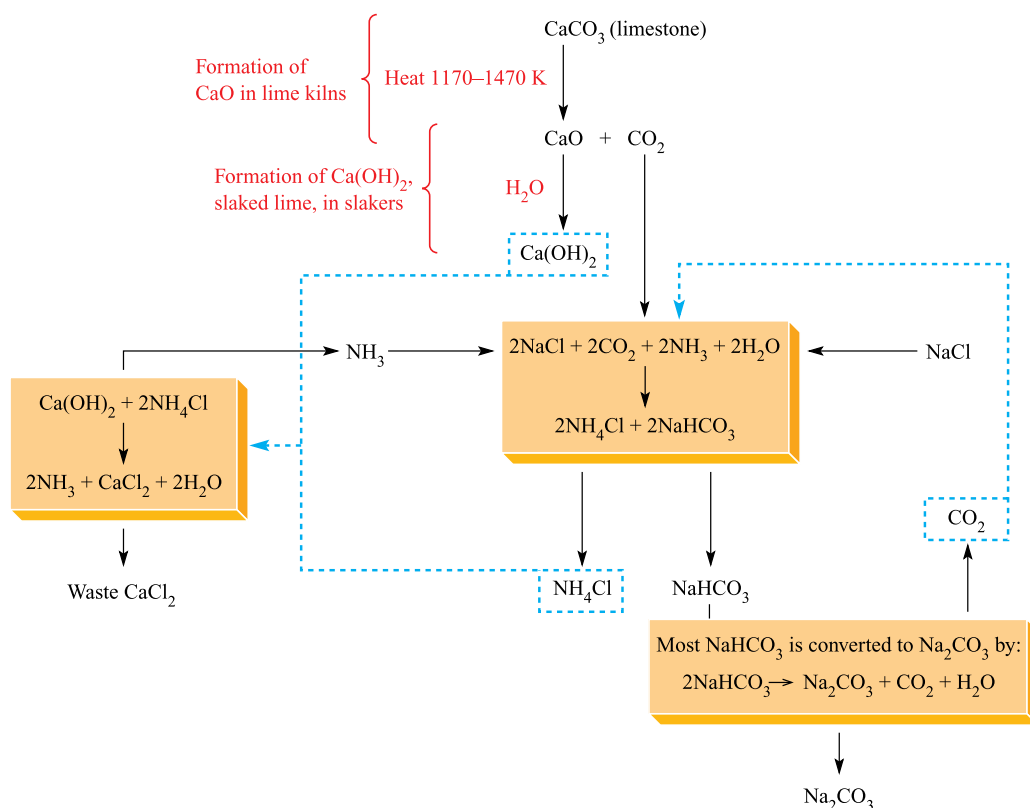 CaCO₃ (limestone)
Formation of
CaO in lime kilns
Heat 1170–1470 K
CaO + CO₂
Formation of Ca(OH)₂,
slaked lime, in slakers
H₂O
Ca(OH)₂
NH₃
2NaCl + 2CO₂ + 2NH₃ + 2H₂O
2NH₄Cl + 2NaHCO₃
NaCl
Ca(OH)₂ + 2NH₄Cl
2NH₃ + CaCl₂ + 2H₂O
Waste CaCl₂
NH₄Cl
NaHCO₃
CO₂
Most NaHCO₃ is converted to Na₂CO₃ by:
2NaHCO₃→ Na₂CO₃ + CO₂ + H₂O
Na₂CO₃